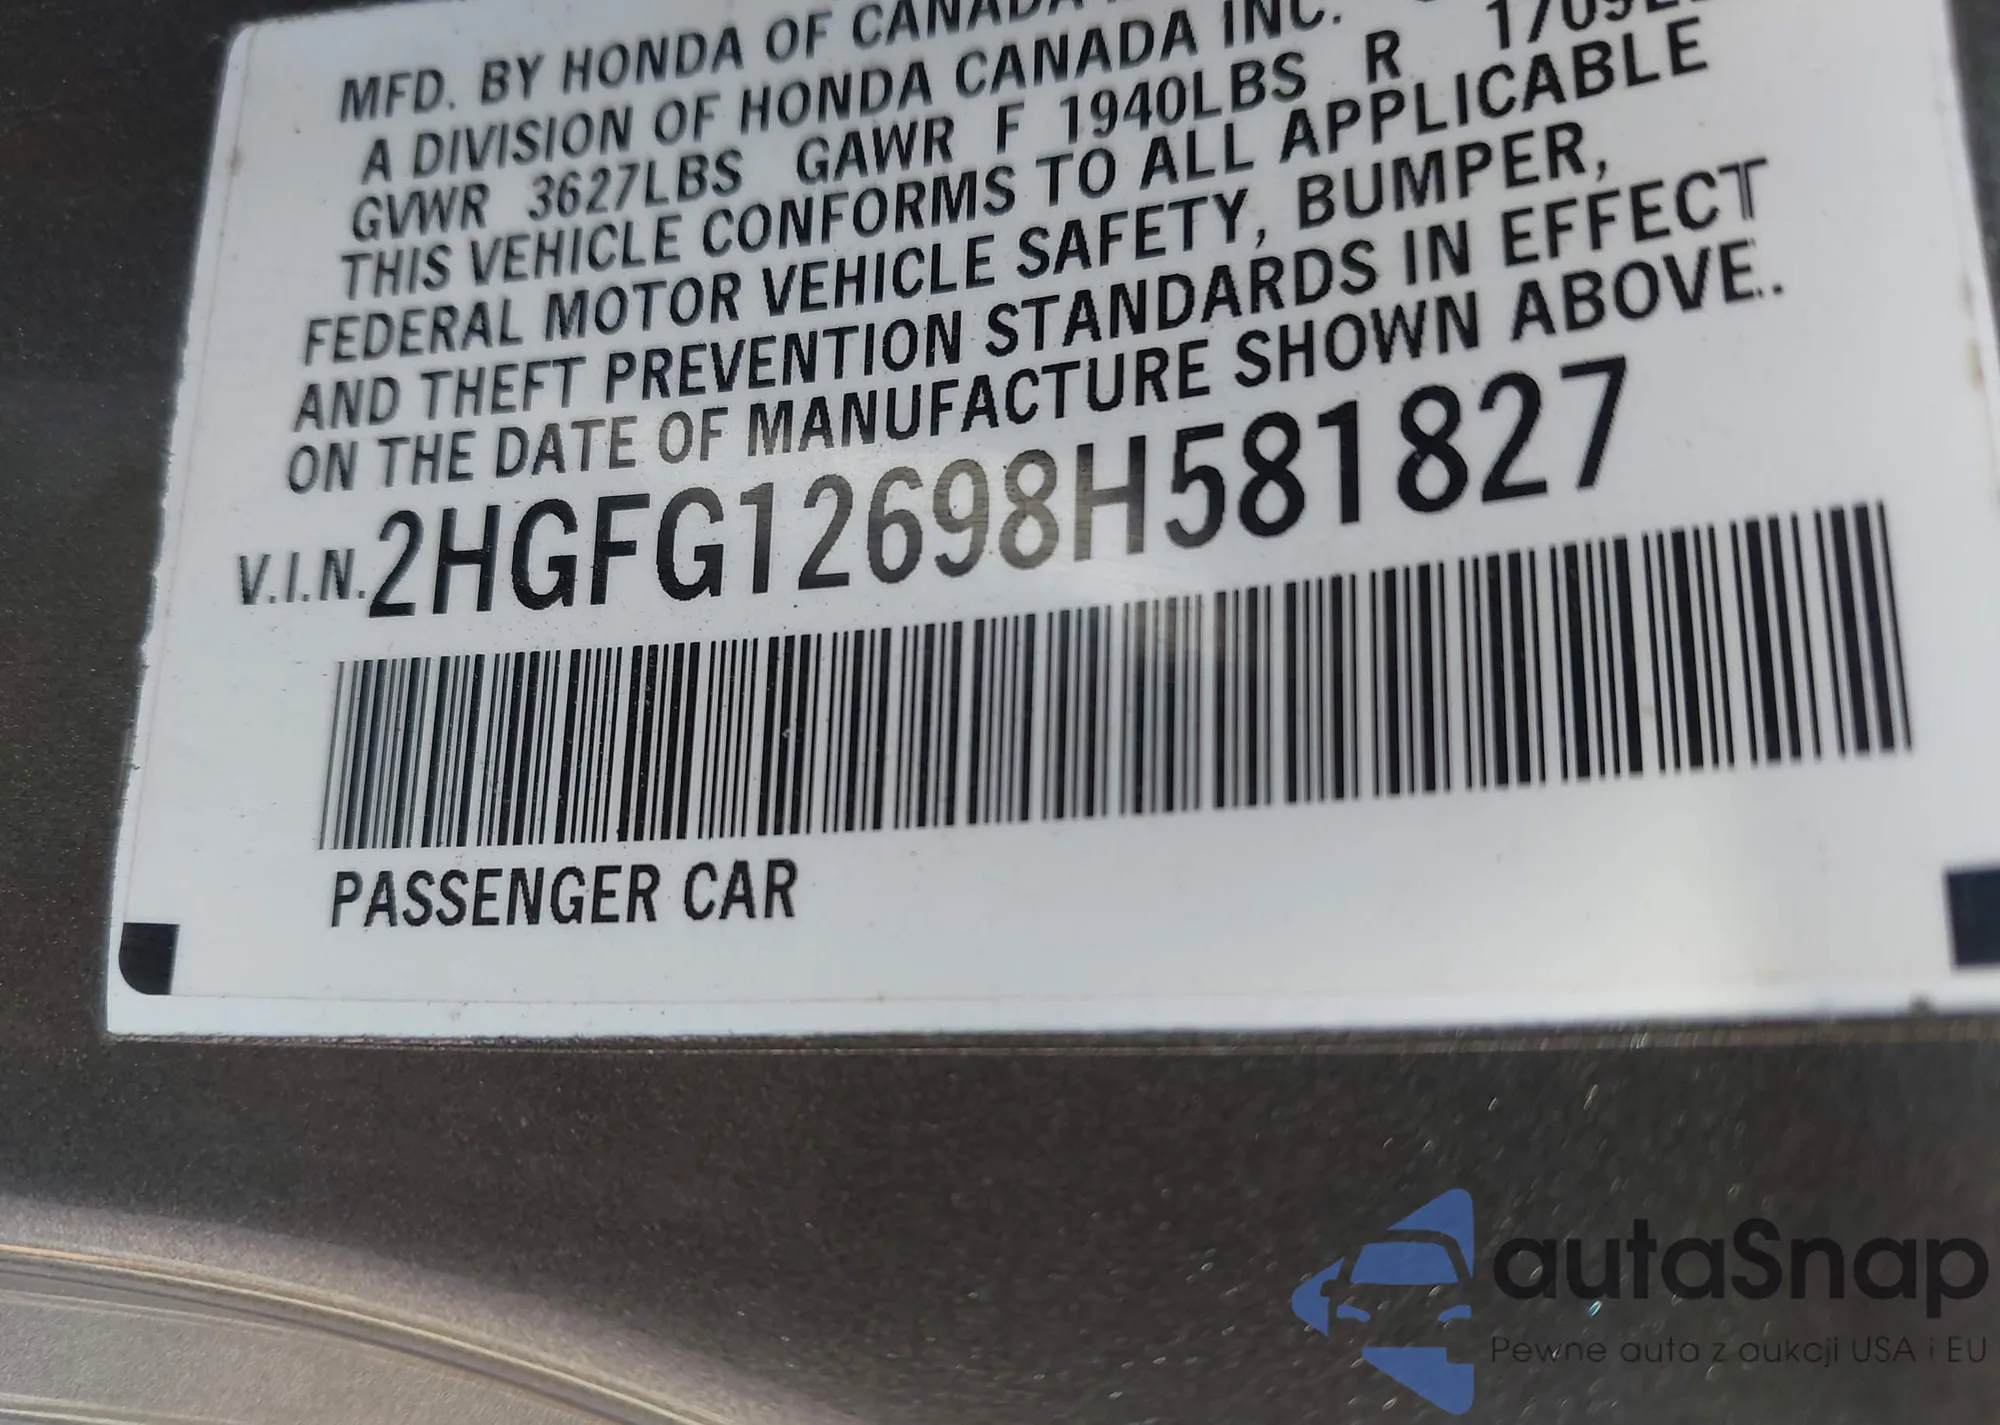 MFD. BY HONDA OF CANADA
A DIVISION OF HONDA CANADA INC.
GVWR 3627LBS GAWR F 1940LBS R
THIS VEHICLE CONFORMS TO ALL APPLICABLE
FEDERAL MOTOR VEHICLE SAFETY, BUMPER,
AND THEFT PREVENTION STANDARDS IN EFFECT
ON THE DATE OF MANUFACTURE SHOWN ABOVE.
V.I.N. 2HGFG12698H581827
PASSENGER CAR
autaSnap
Pewne auta z aukcji USA i EU